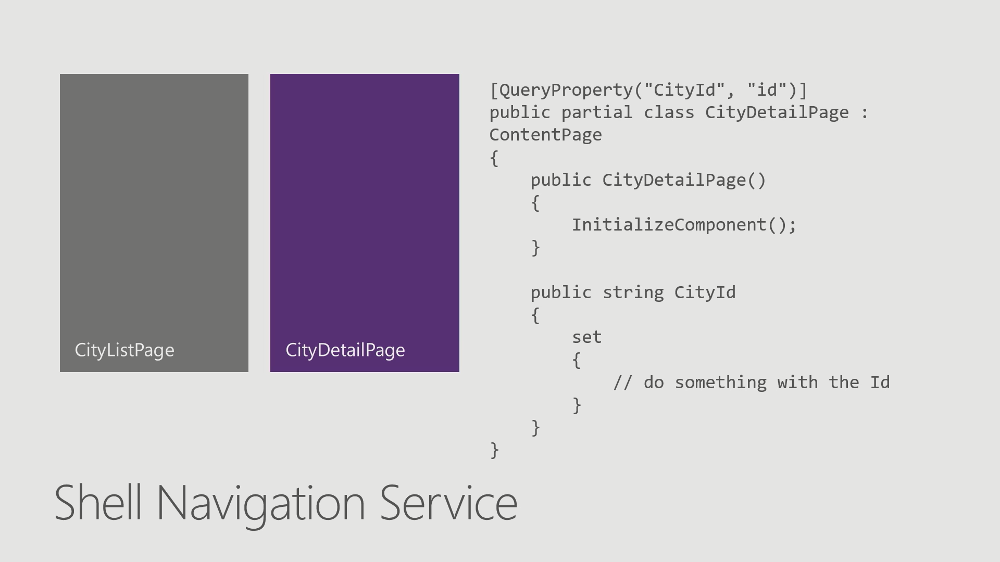 CityListPage
CityDetailPage
[QueryProperty("CityId", "id")]
public partial class CityDetailPage :
ContentPage
{
    public CityDetailPage()
    {
        InitializeComponent();
    }

    public string CityId
    {
        set
        {
            // do something with the Id
        }
    }
}
Shell Navigation Service